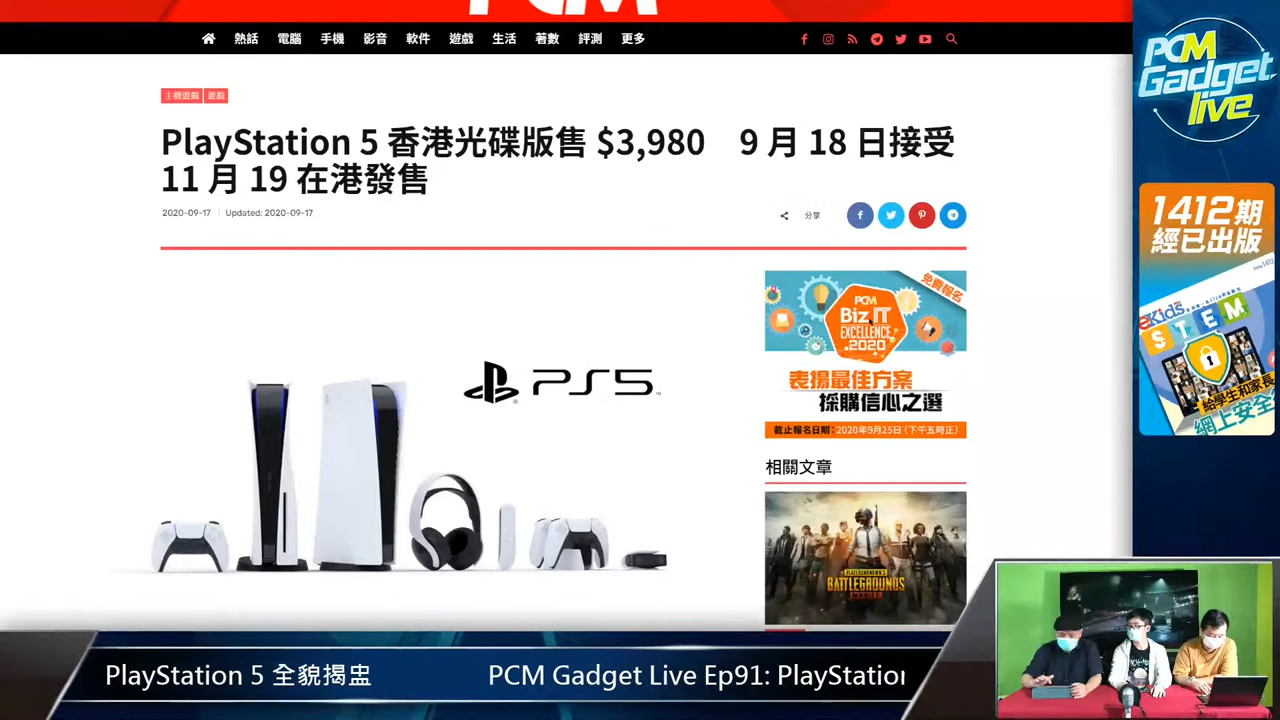 PCM
熱話 電腦 手機 影音 軟件 遊戲 生活 著數 評測 更多
主機遊戲 遊戲
PlayStation 5 香港光碟版售 $3,980 9 月 18 日接受
11 月 19 在港發售
2020-09-17 Updated: 2020-09-17
分享
PS5
免費報名
PCM
Biz IT
EXCELLENCE
2020
表揚最佳方案
採購信心之選
截止報名日期：2020年9月25日（下午五時正）
相關文章
PLAYERUNKNOWN'S
BATTLEGROUNDS
MOBILE
PCM
Gadget
live
1412期
經已出版
eKids
STEM
給學生和家長
網上安全
PlayStation 5 全貌揭盅 PCM Gadget Live Ep91: PlayStation